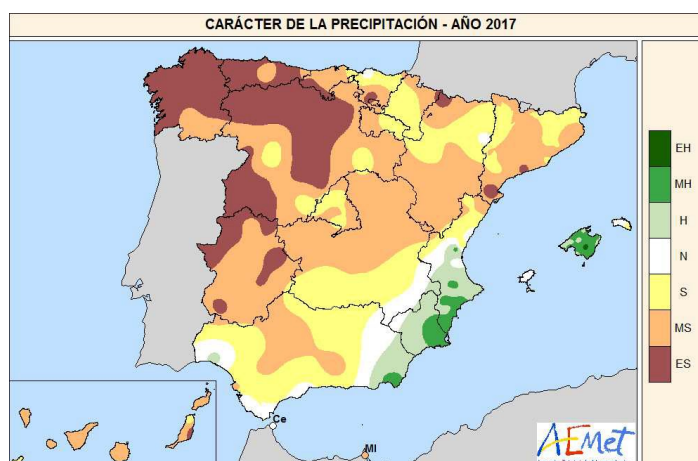 CARÁCTER DE LA PRECIPITACIÓN - AÑO 2017
EH
MH
H
N
S
MS
ES
Ce
Ml
AEMet